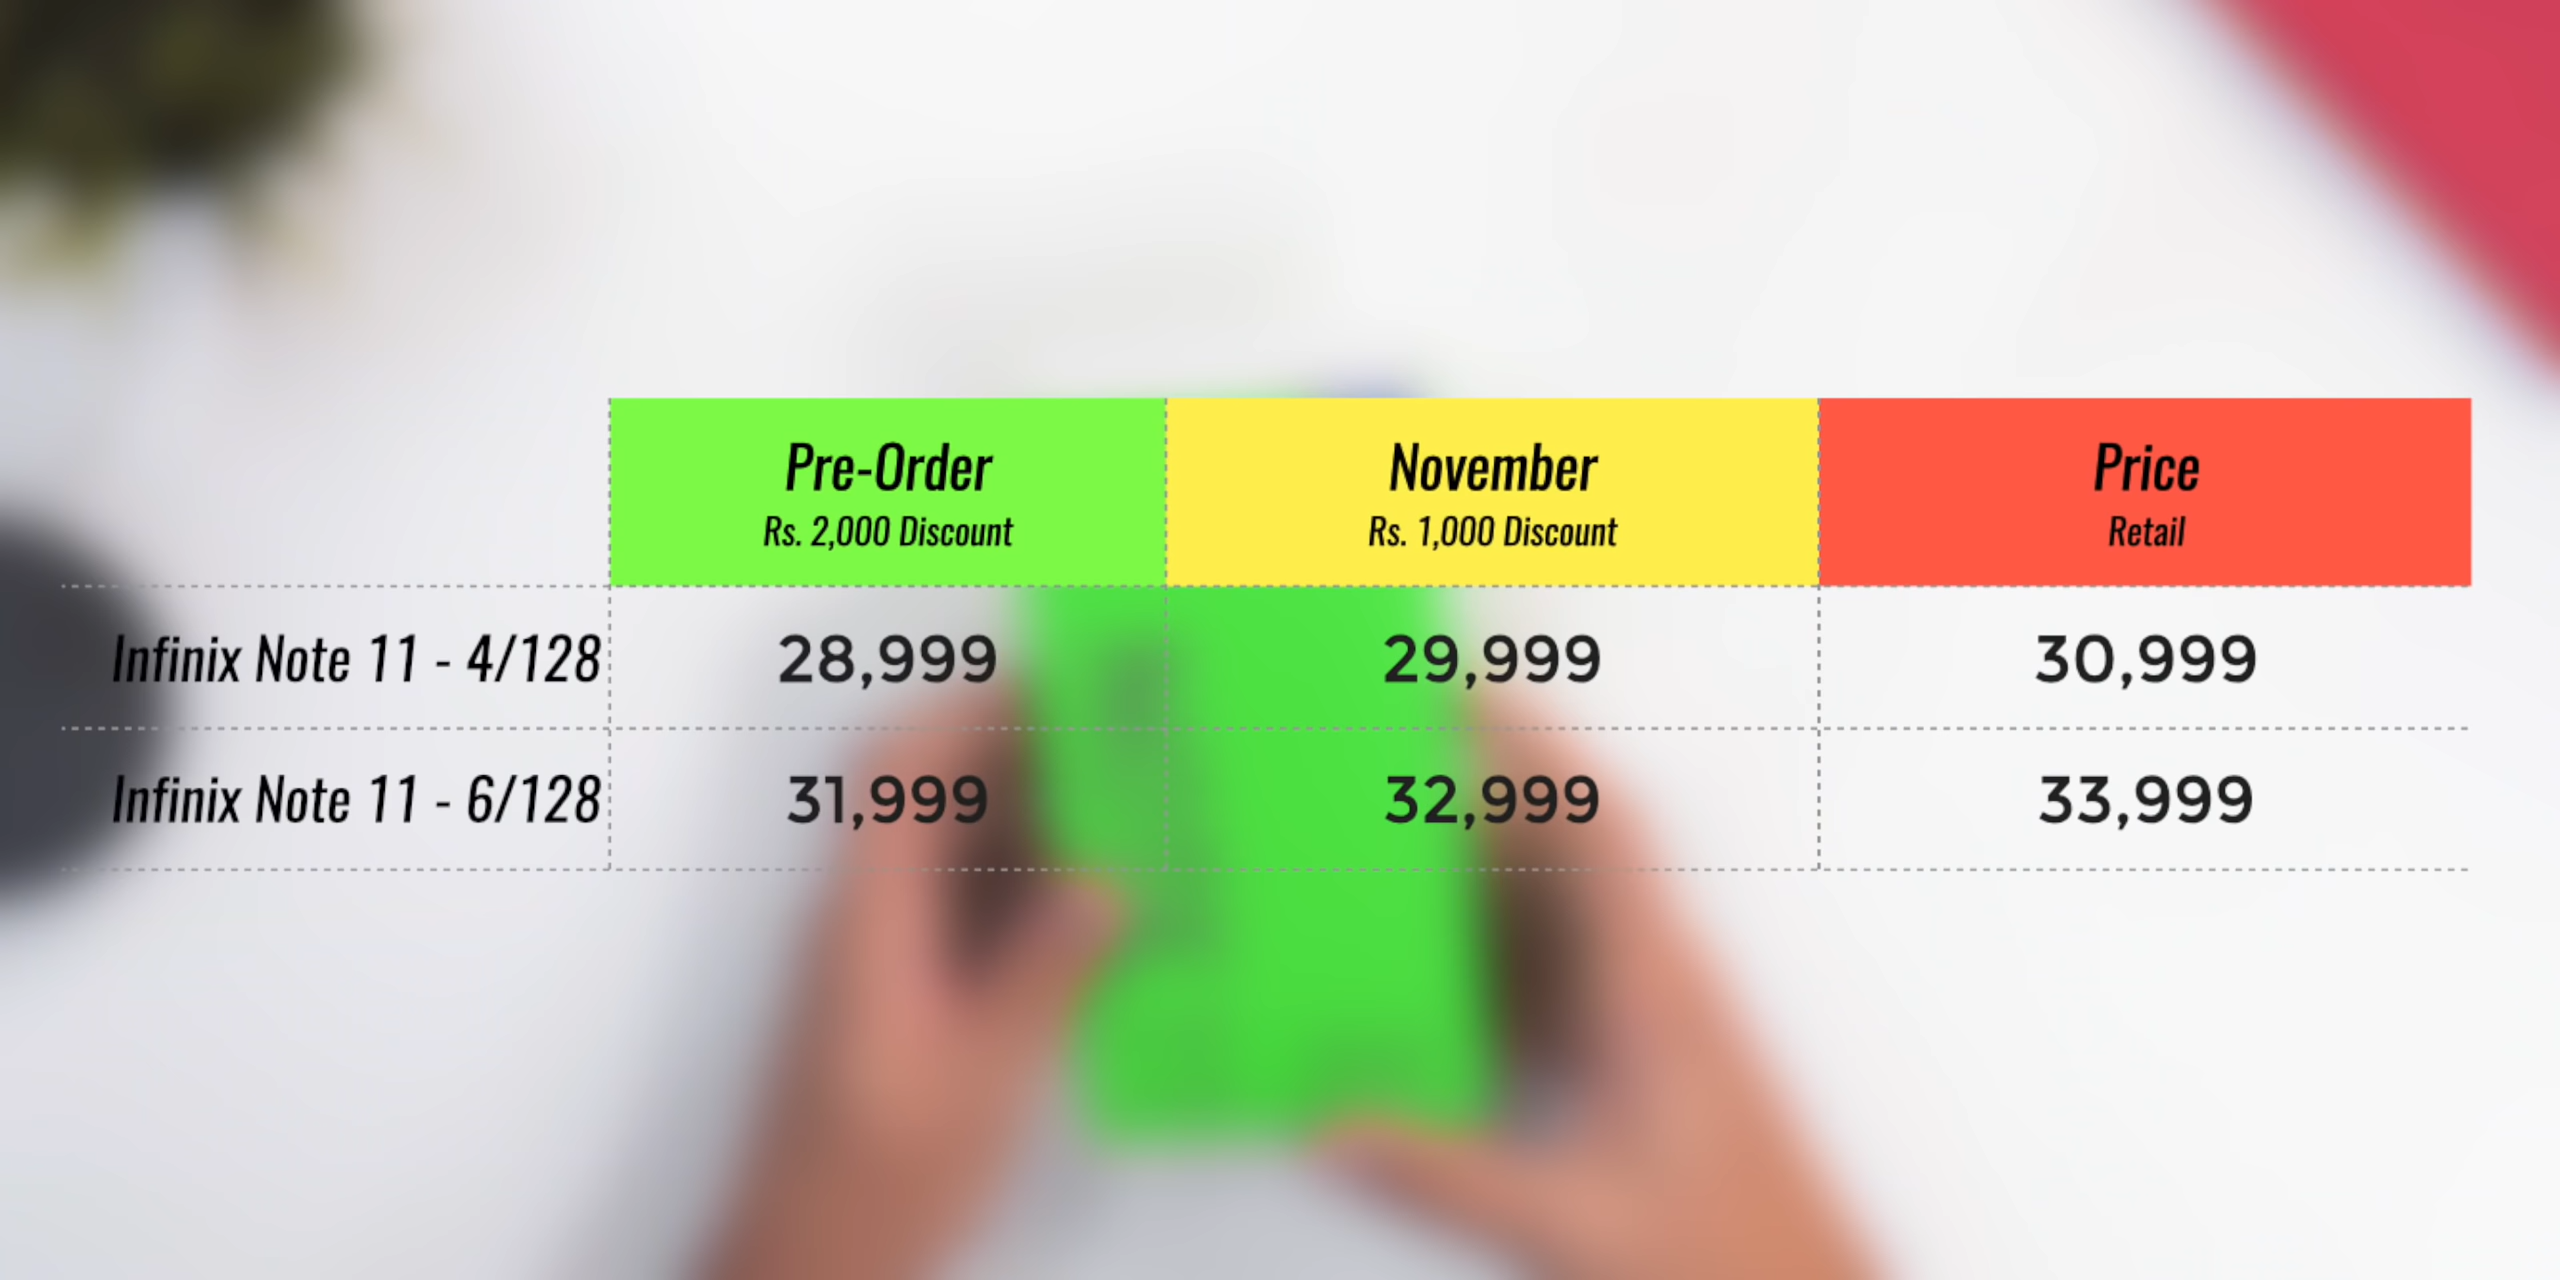 Pre-Order November Price
Rs. 2,000 Discount Rs. 1,000 Discount Retail
Infinix Note 11 - 4/128 28,999 29,999 30,999
Infinix Note 11 - 6/128 31,999 32,999 33,999